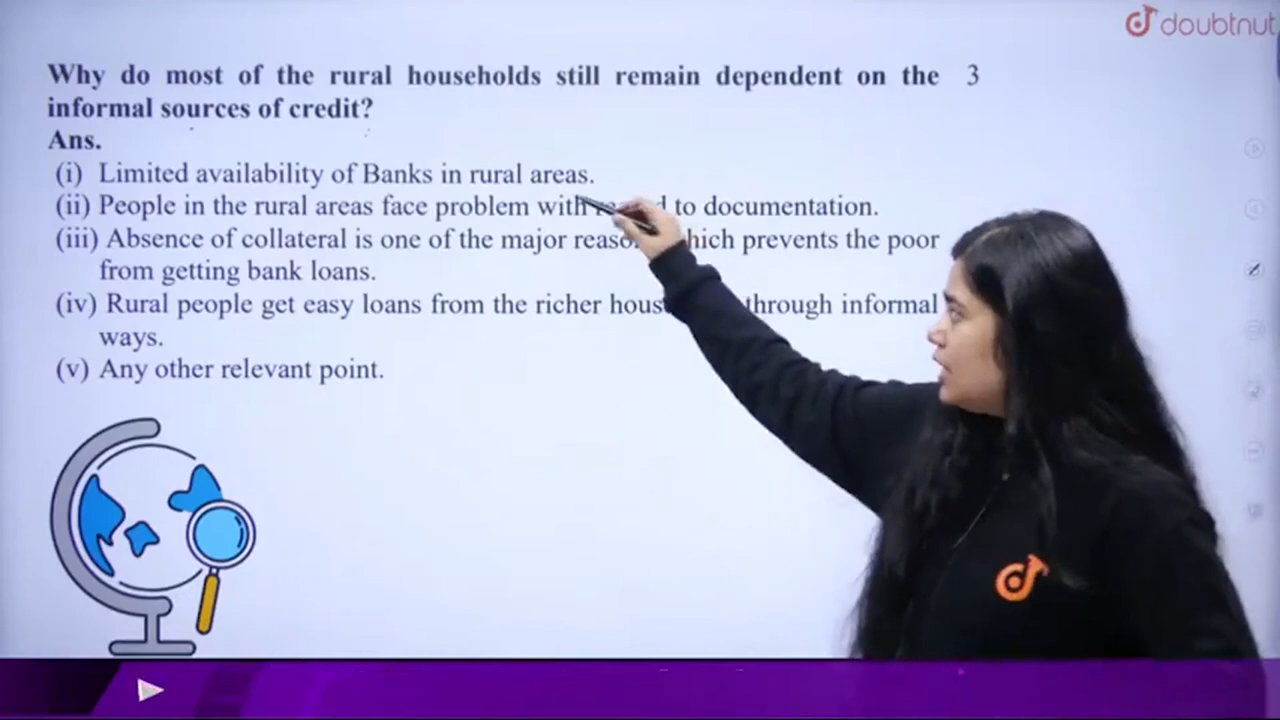 doubtnut
Why do most of the rural households still remain dependent on the 3
informal sources of credit?
Ans.
(i) Limited availability of Banks in rural areas.
(ii) People in the rural areas face problem with to documentation.
(iii) Absence of collateral is one of the major which prevents the poor
from getting bank loans.
(iv) Rural people get easy loans from the richer through informal
ways.
(v) Any other relevant point.